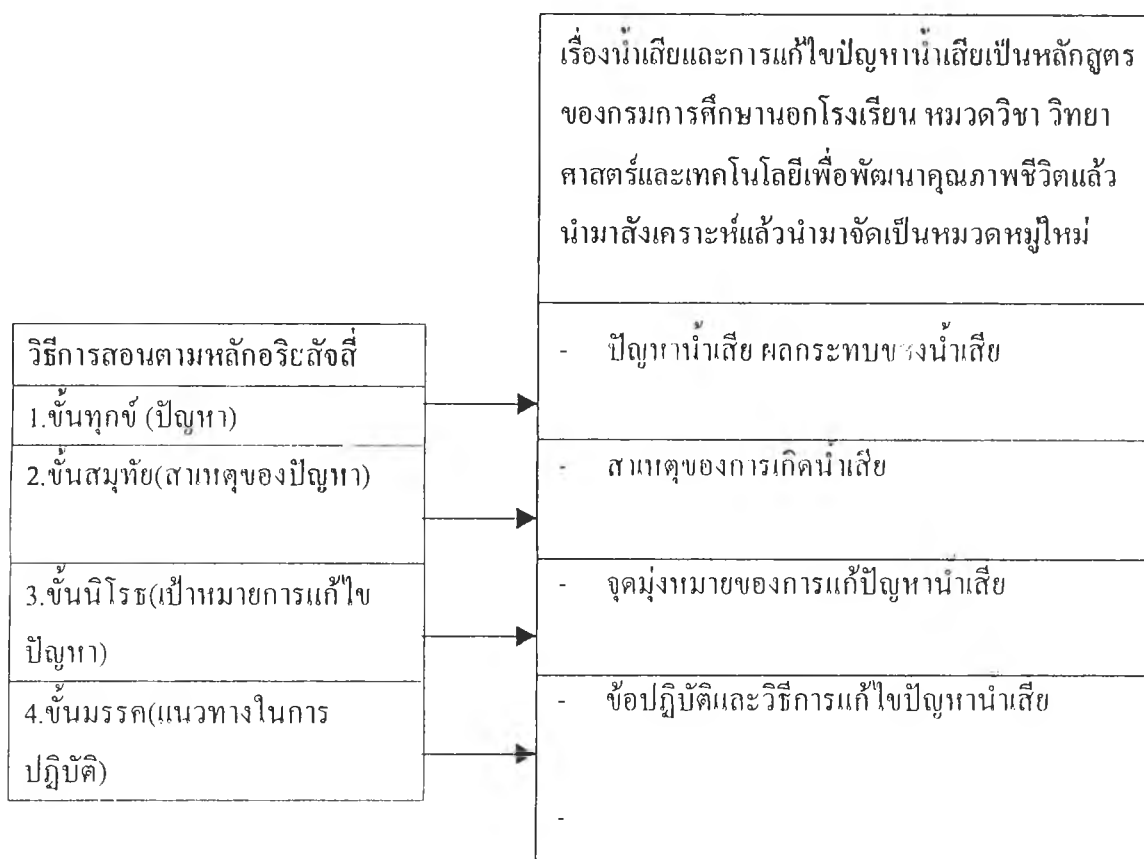 เรื่องน้ำเสียและการแก้ไขปัญหาน้ำเสียเป็นหลักสูตร
ของกรมการศึกษานอกโรงเรียน หมวดวิชา วิทยา
ศาสตร์และเทคโนโลยีเพื่อพัฒนาคุณภาพชีวิตแล้ว
นำมาสังเคราะห์แล้วนำมาจัดเป็นหมวดหมู่ใหม่
วิธีการสอนตามหลักอริยสัจสี่
1.ขั้นทุกข์ (ปัญหา)
2.ขั้นสมุทัย(สาเหตุของปัญหา)
3.ขั้นนิโรธ(เป้าหมายการแก้ไข
ปัญหา)
4.ขั้นมรรค(แนวทางในการ
ปฎิบัติ)
- ปัญหาน้ำเสีย ผลกระทบของน้ำเสีย
- สาเหตุของการเกิดน้ำเสีย
- จุดมุ่งหมายของการแก้ปัญหาน้ำเสีย
- ข้อปฎิบัติและวิธีการแก้ไขปัญหาน้ำเสีย
-